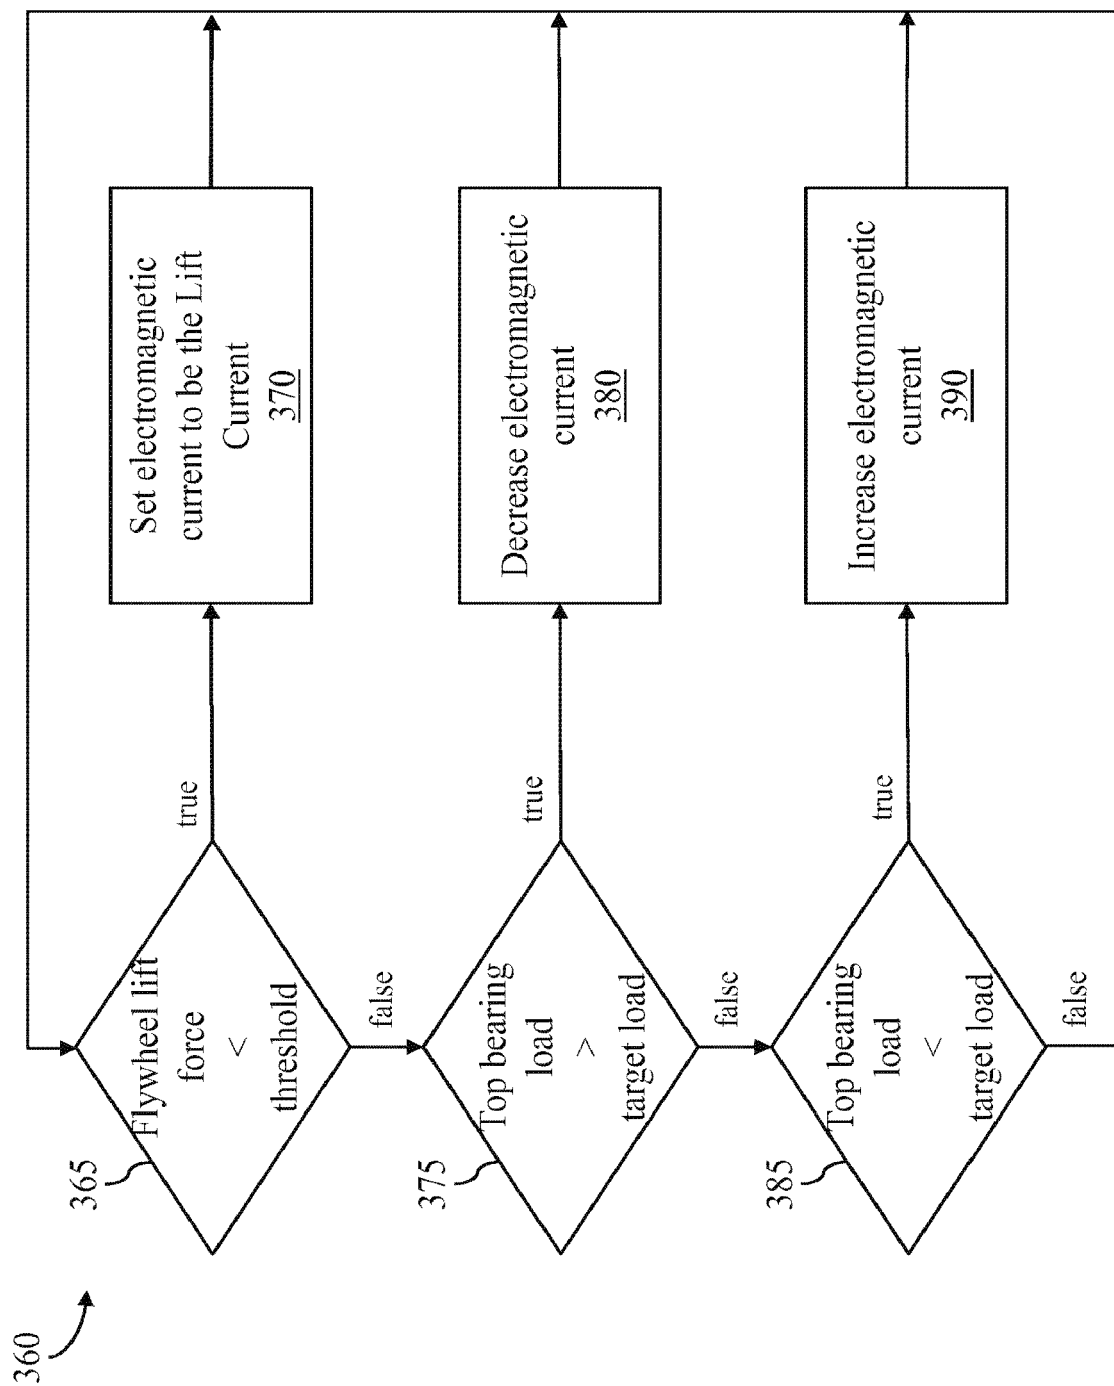 360
365
Flywheel lift
force
<
threshold
true
false
Set electromagnetic
current to be the Lift
Current
370
375
Top bearing
load
>
target load
true
false
Decrease electromagnetic
current
380
385
Top bearing
load
<
target load
true
false
Increase electromagnetic
current
390